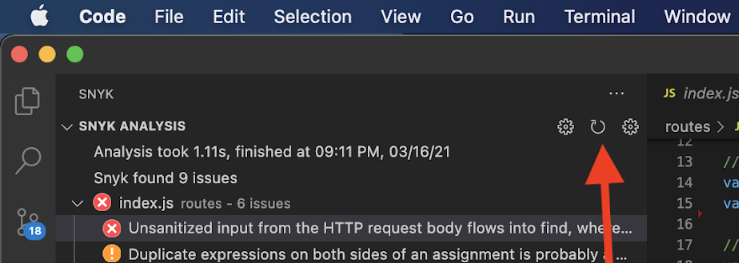 Code File Edit Selection View Go Run Terminal Window
SNYK ...
JS index.js
SNYK ANALYSIS
routes >
Analysis took 1.11s, finished at 09:11 PM, 03/16/21
Snyk found 9 issues
index.js routes - 6 issues
Unsanitized input from the HTTP request body flows into find, where...
Duplicate expressions on both sides of an assignment is probably a ...
18
12
13 //
14 va
15 va
16
17 //
18